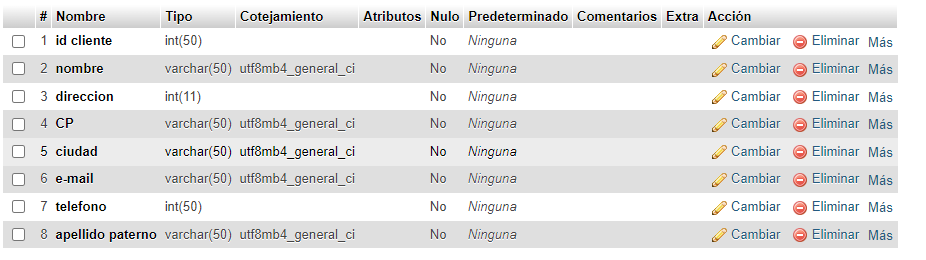 # Nombre Tipo Cotejamiento Atributos Nulo Predeterminado Comentarios Extra Acción
1 id cliente int(50) No Ninguna Cambiar Eliminar Más
2 nombre varchar(50) utf8mb4_general_ci No Ninguna Cambiar Eliminar Más
3 direccion int(11) No Ninguna Cambiar Eliminar Más
4 CP varchar(50) utf8mb4_general_ci No Ninguna Cambiar Eliminar Más
5 ciudad varchar(50) utf8mb4_general_ci No Ninguna Cambiar Eliminar Más
6 e-mail varchar(50) utf8mb4_general_ci No Ninguna Cambiar Eliminar Más
7 telefono int(50) No Ninguna Cambiar Eliminar Más
8 apellido paterno varchar(50) utf8mb4_general_ci No Ninguna Cambiar Eliminar Más